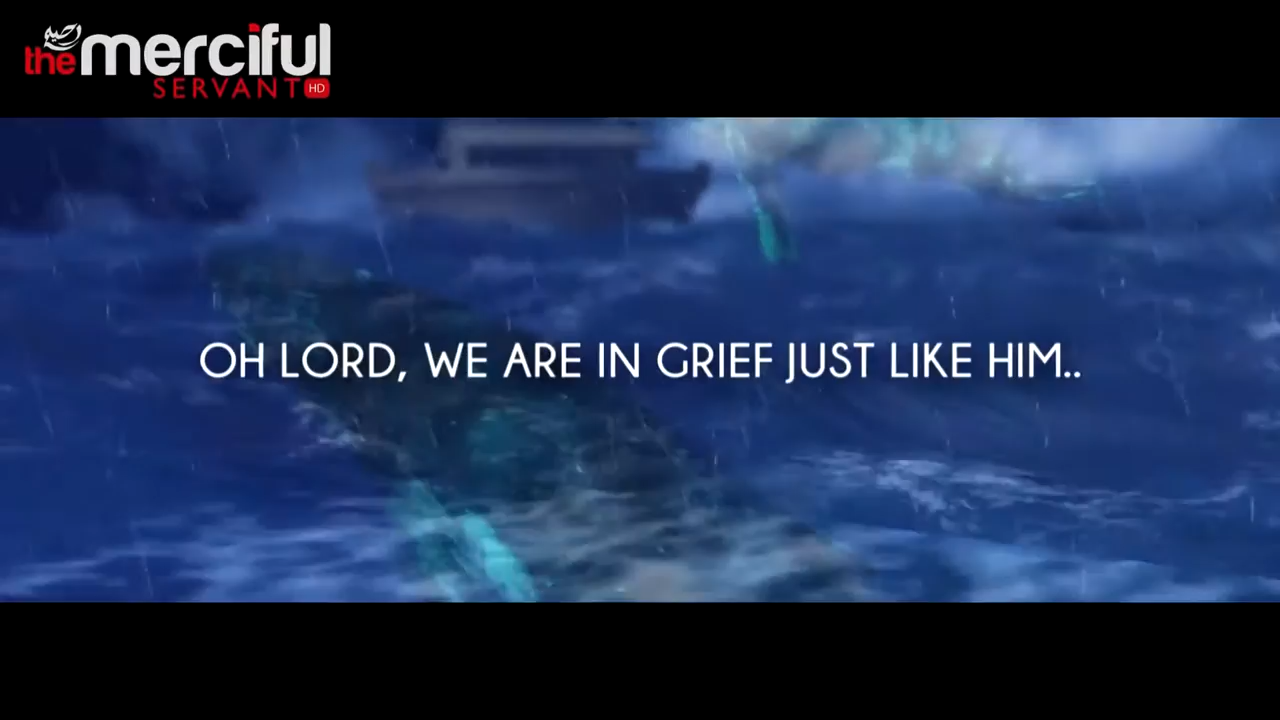 the merciful
SERVANT HD
OH LORD, WE ARE IN GRIEF JUST LIKE HIM..